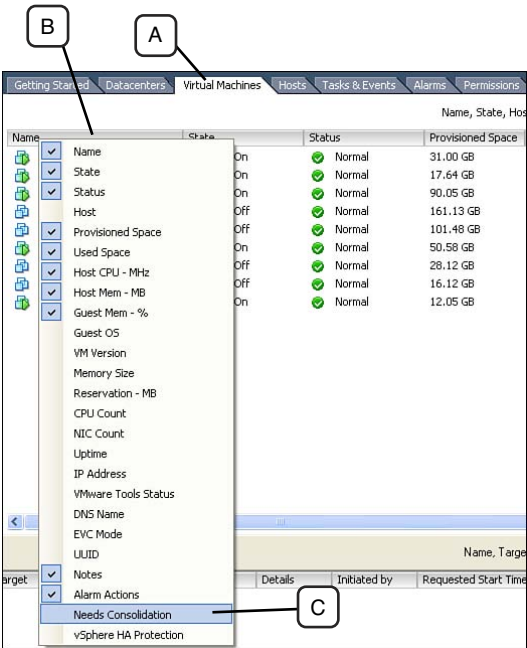 B
A
Getting Started Datacenters Virtual Machines Hosts Tasks & Events Alarms Permissions
Name, State, Hos
Name State Status Provisioned Space
On Normal 31.00 GB
On Normal 17.64 GB
On Normal 90.05 GB
Off Normal 161.13 GB
Off Normal 101.48 GB
On Normal 50.58 GB
Off Normal 28.12 GB
Off Normal 16.12 GB
On Normal 12.05 GB
Name
State
Status
Host
Provisioned Space
Used Space
Host CPU - MHz
Host Mem - MB
Guest Mem - %
Guest OS
VM Version
Memory Size
Reservation - MB
CPU Count
NIC Count
Uptime
IP Address
VMware Tools Status
DNS Name
EVC Mode
UUID
Notes
Alarm Actions
Needs Consolidation
vSphere HA Protection
Name, Targe
arget Details Initiated by Requested Start Time
C